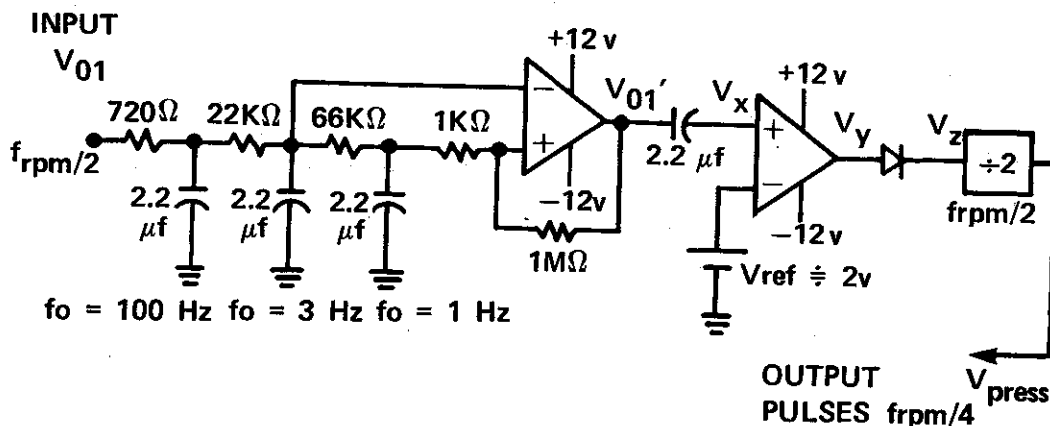 INPUT
V01
frpm/2
720Ω
22KΩ
66KΩ
1KΩ
2.2 μf
2.2 μf
2.2 μf
fo = 100 Hz fo = 3 Hz fo = 1 Hz
+12 v
−
+
−12v
1MΩ
V01'
2.2 μf
Vx
+12 v
+
−
−12 v
Vref ≑ 2v
Vy
Vz
÷2
frpm/2
Vpress
OUTPUT
PULSES frpm/4